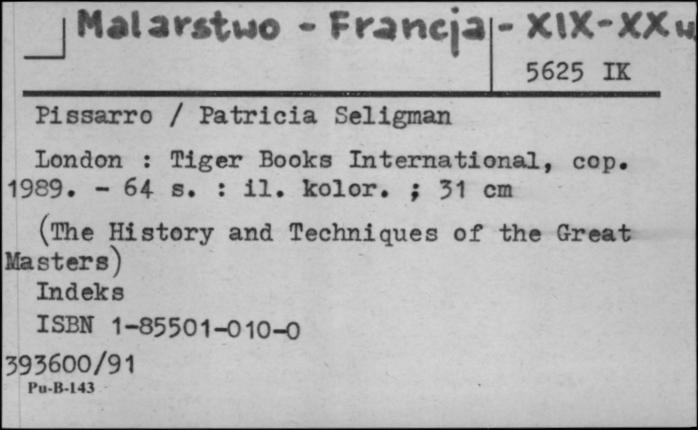 Malarstwo - Francja - XIX-XX w
5625 IK
Pissarro / Patricia Seligman
London : Tiger Books International, cop.
1989. - 64 s. : il. kolor. ; 31 cm
(The History and Techniques of the Great
Masters)
Indeks
ISBN 1-85501-010-0
393600/91
Pu-B-143